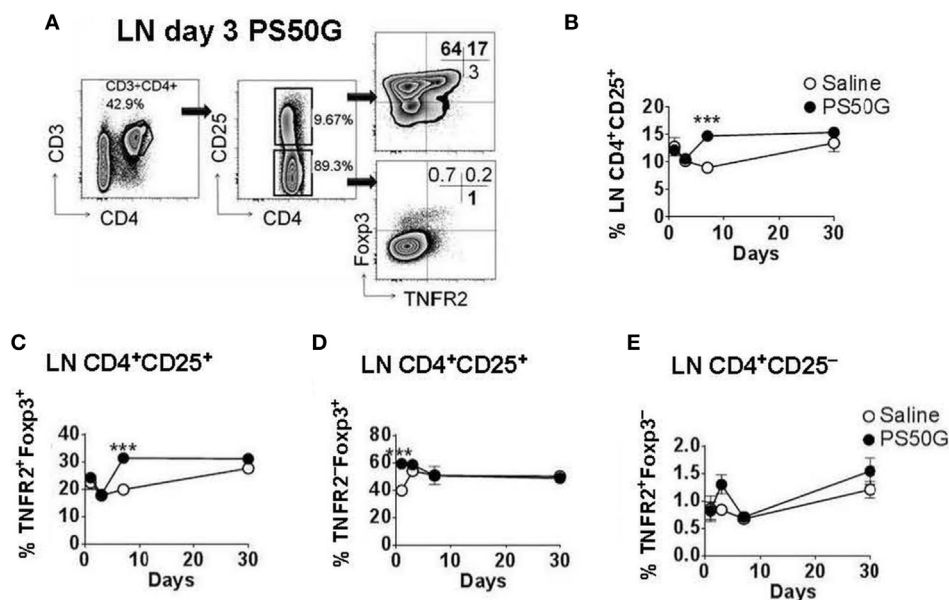 A
LN day 3 PS50G
CD3+CD4+
42.9%
CD3
CD4
CD25
9.67%
89.3%
CD4
64 17
3
0.7 0.2
1
Foxp3
TNFR2
B
Saline
PS50G
% LN CD4+CD25+
20
15
10
5
0
***
0 10 20 30
Days
C
LN CD4+CD25+
% TNFR2+Foxp3+
40
30
20
10
0
***
0 10 20 30
Days
D
LN CD4+CD25+
% TNFR2–Foxp3+
80
60
40
20
0
***
0 10 20 30
Days
E
LN CD4+CD25–
Saline
PS50G
% TNFR2+Foxp3–
2.0
1.5
1.0
0.5
0.0
0 10 20 30
Days